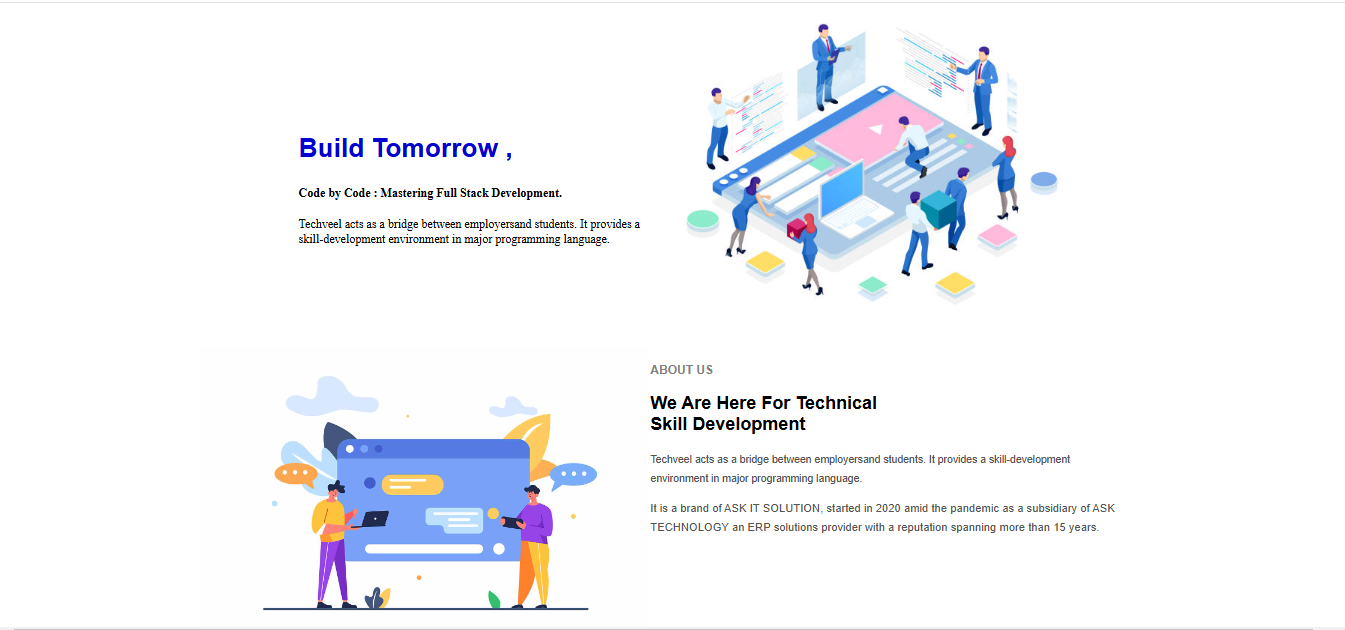 Build Tomorrow ,
Code by Code : Mastering Full Stack Development.
Techveel acts as a bridge between employersand students. It provides a
skill-development environment in major programming language.
ABOUT US
We Are Here For Technical
Skill Development
Techveel acts as a bridge between employersand students. It provides a skill-development
environment in major programming language.
It is a brand of ASK IT SOLUTION, started in 2020 amid the pandemic as a subsidiary of ASK
TECHNOLOGY an ERP solutions provider with a reputation spanning more than 15 years.